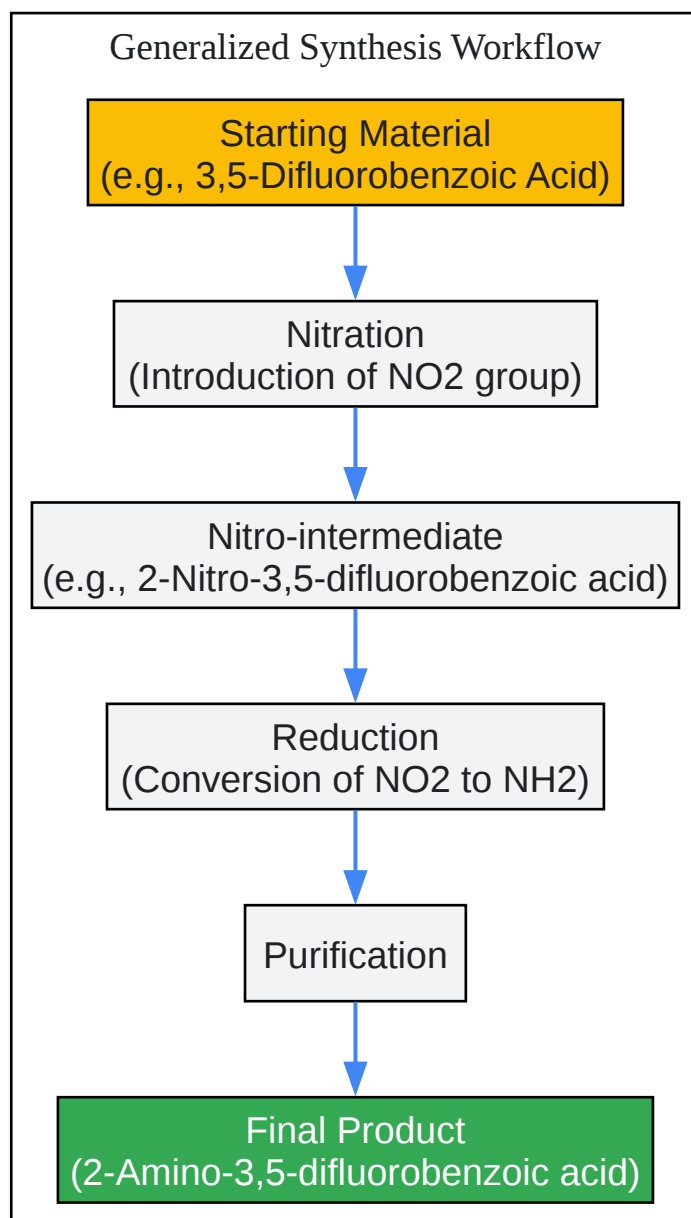 Generalized Synthesis Workflow
Starting Material
(e.g., 3,5-Difluorobenzoic Acid)
Nitration
(Introduction of NO2 group)
Nitro-intermediate
(e.g., 2-Nitro-3,5-difluorobenzoic acid)
Reduction
(Conversion of NO2 to NH2)
Purification
Final Product
(2-Amino-3,5-difluorobenzoic acid)